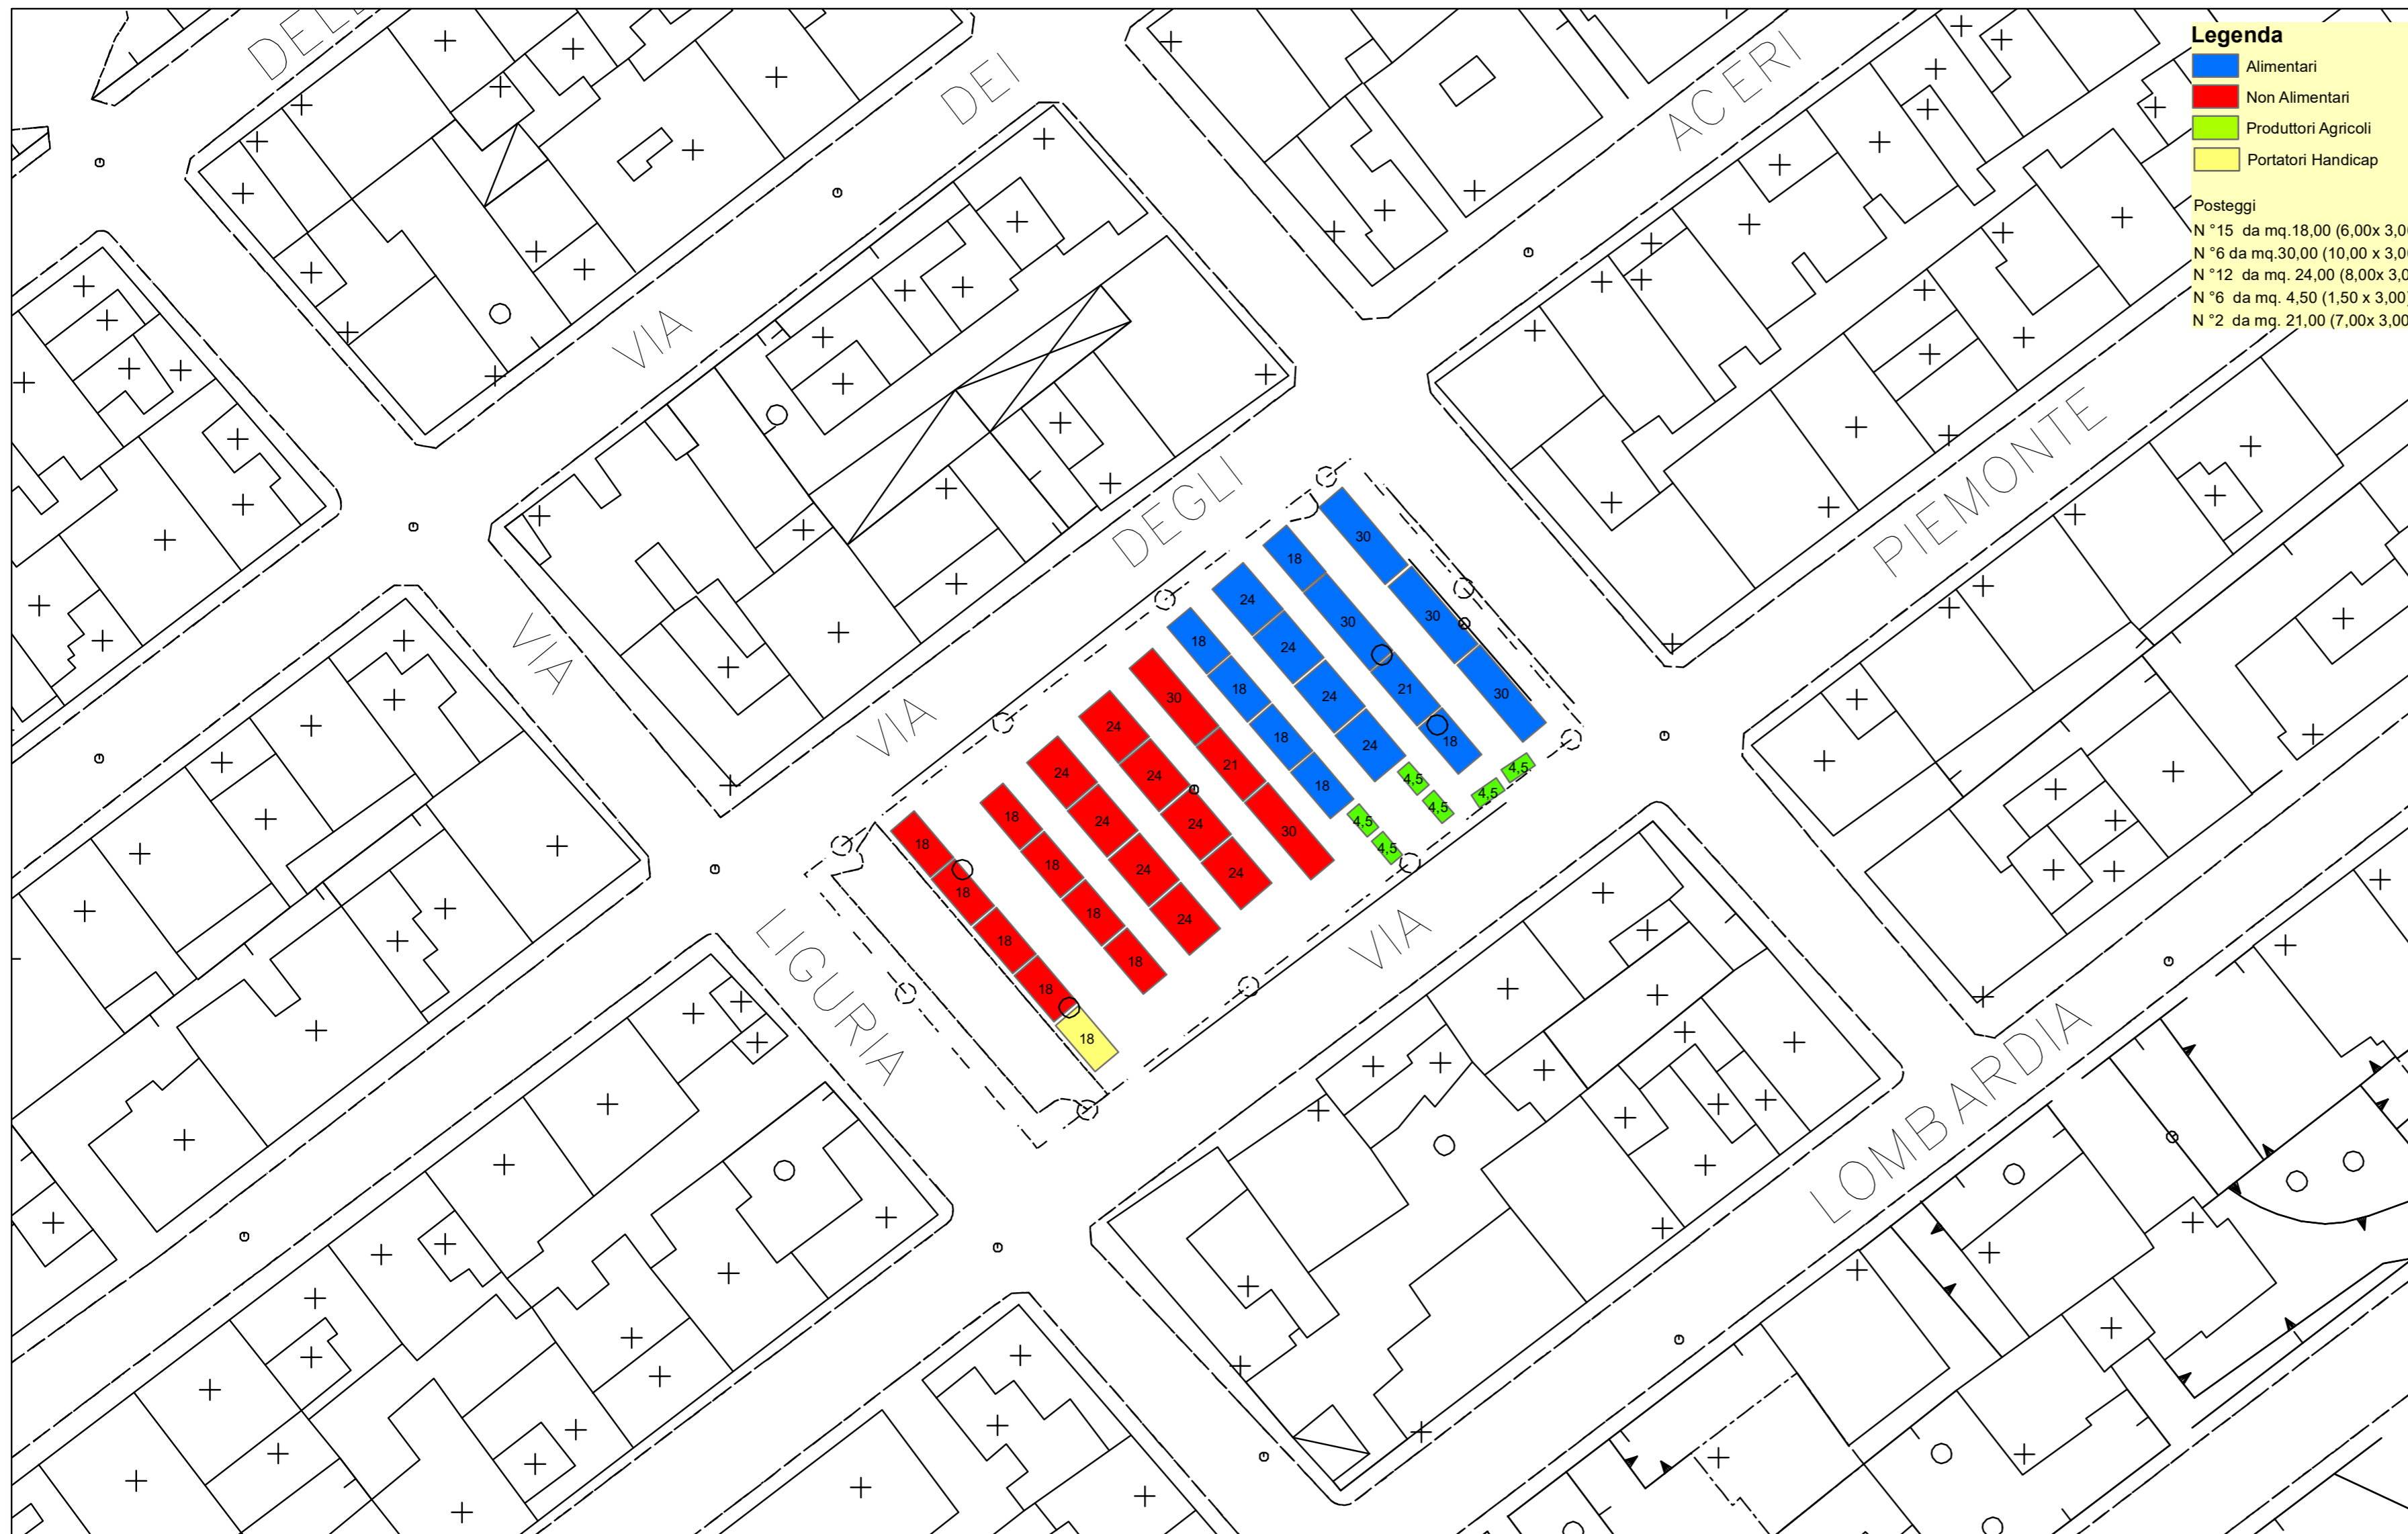 Legenda
Alimentari
Non Alimentari
Produttori Agricoli
Portatori Handicap
Posteggi
N °15 da mq.18,00 (6,00x 3,0
N °6 da mq.30,00 (10,00 x 3,0
N °12 da mq. 24,00 (8,00x 3,0
N °6 da mq. 4,50 (1,50 x 3,00
N °2 da mq. 21,00 (7,00x 3,00
VIA
DEI
ACERI
VIA
DEGLI
PIEMONTE
VIA
LIGURIA
VIA
LOMBARDIA
30
30
30
18
30
21
18
24
24
24
24
18
18
18
18
30
21
30
24
24
24
24
24
24
24
24
18
18
18
18
18
18
18
18
18
4,5
4,5
4,5
4,5
4,5
4,5